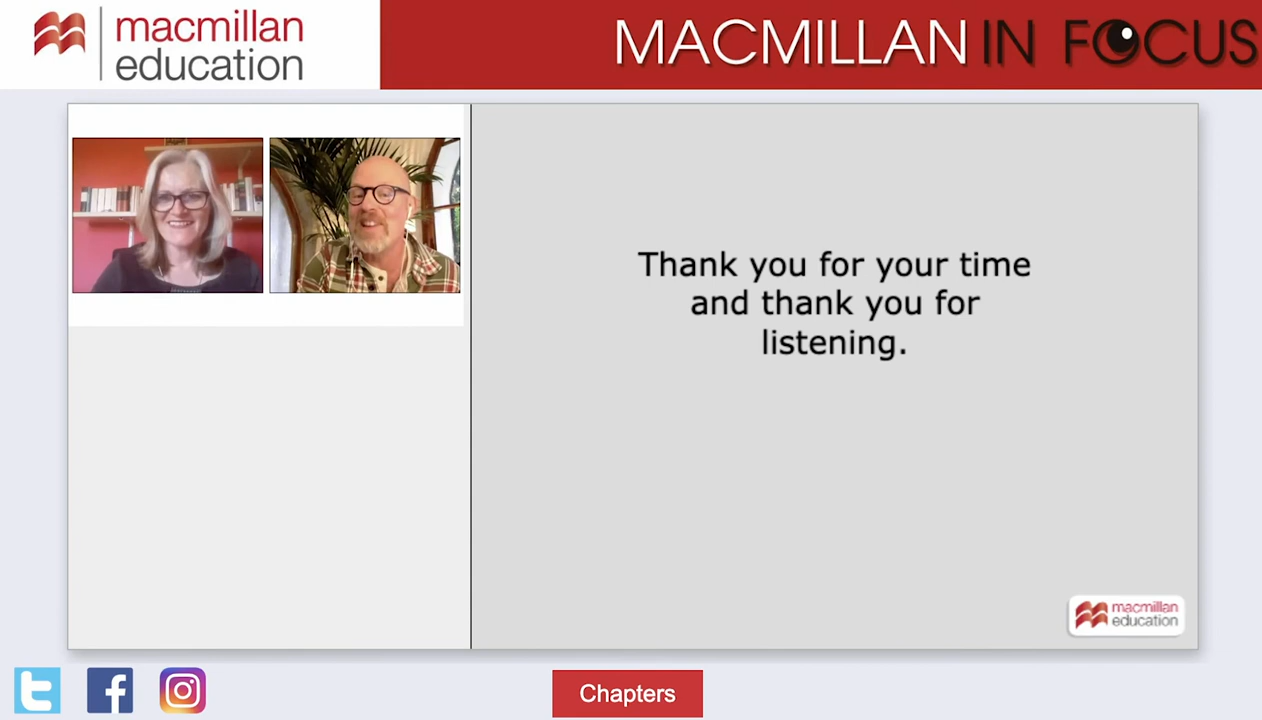 macmillan
education
MACMILLAN IN FOCUS
Thank you for your time
and thank you for
listening.
macmillan
education
Chapters